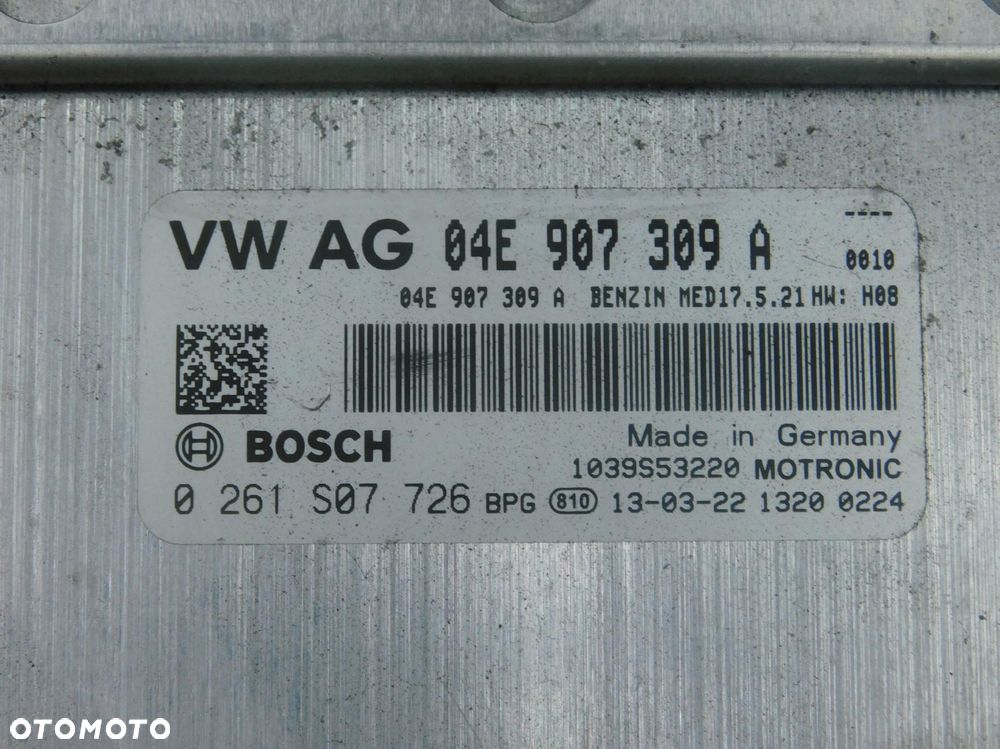 ----
VW AG 04E 907 309 A 0010
04E 907 309 A BENZIN MED17.5.21 HW: H08
BOSCH Made in Germany
1039S53220 MOTRONIC
0 261 S07 726 BPG 810 13-03-22 1320 0224
OTOMOTO